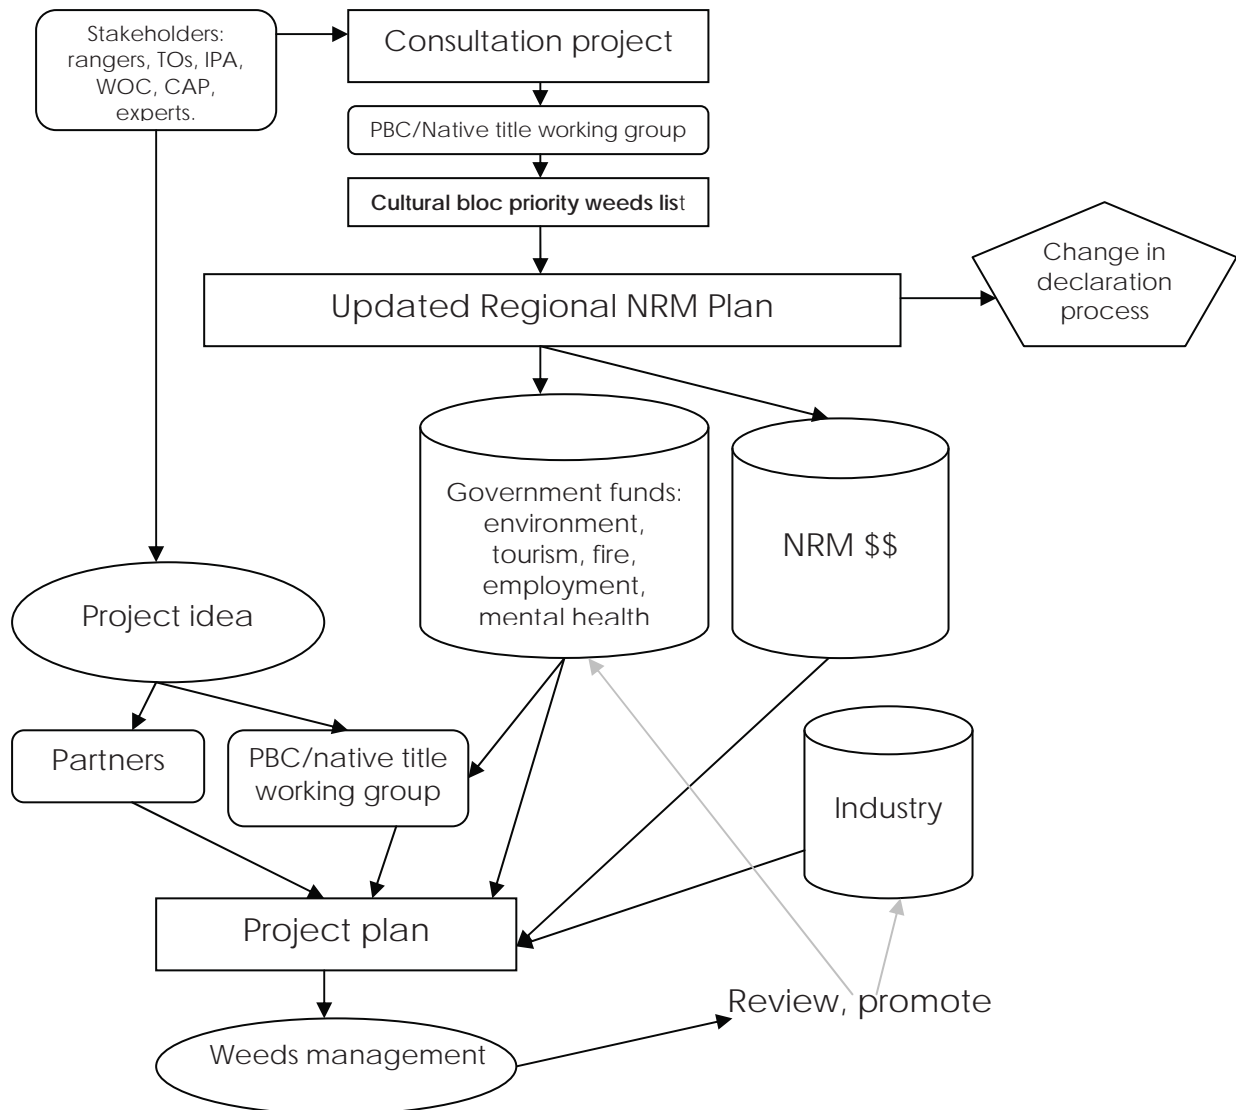 Stakeholders:
rangers, TOs, IPA,
WOC, CAP,
experts.
Consultation project
PBC/Native title working group
Cultural bloc priority weeds list
Updated Regional NRM Plan
Change in
declaration
process
Government funds:
environment,
tourism, fire,
employment,
mental health
NRM $$
Project idea
Partners
PBC/native title
working group
Industry
Project plan
Review, promote
Weeds management